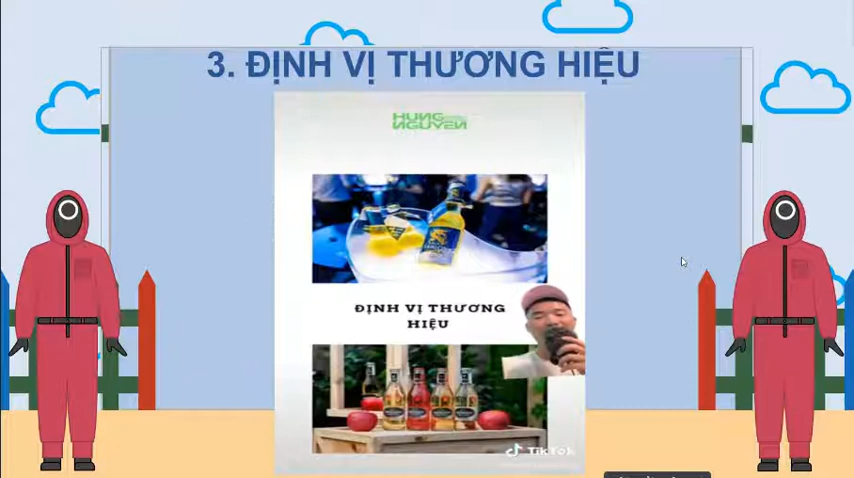 3. ĐỊNH VỊ THƯƠNG HIỆU
HUNG
NGUYEN
ĐỊNH VỊ THƯƠNG
HIỆU
TikTok